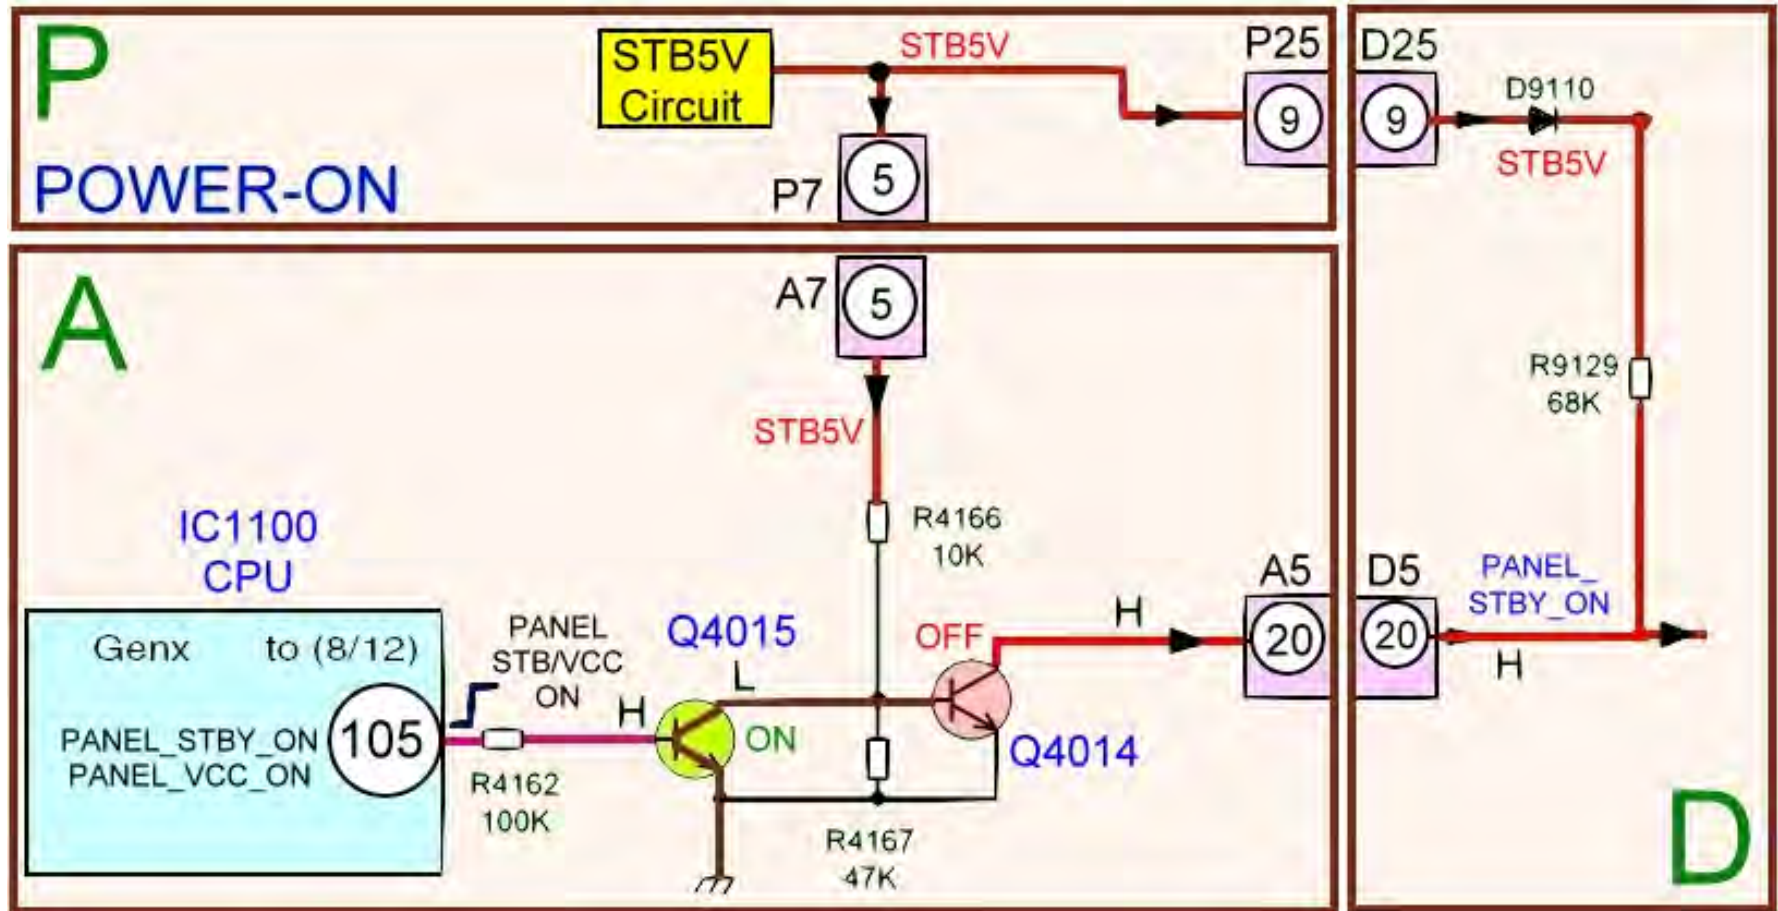 P
POWER-ON
STB5V
Circuit
STB5V
P7
5
P25
9
D25
9
D9110
STB5V
R9129
68K
A
A7
5
STB5V
R4166
10K
IC1100
CPU
Genx to (8/12)
PANEL_STBY_ON
PANEL_VCC_ON
105
PANEL
STB/VCC
ON
R4162
100K
H
Q4015
L
ON
R4167
47K
OFF
Q4014
H
A5
20
D5
20
PANEL_
STBY_ON
H
D